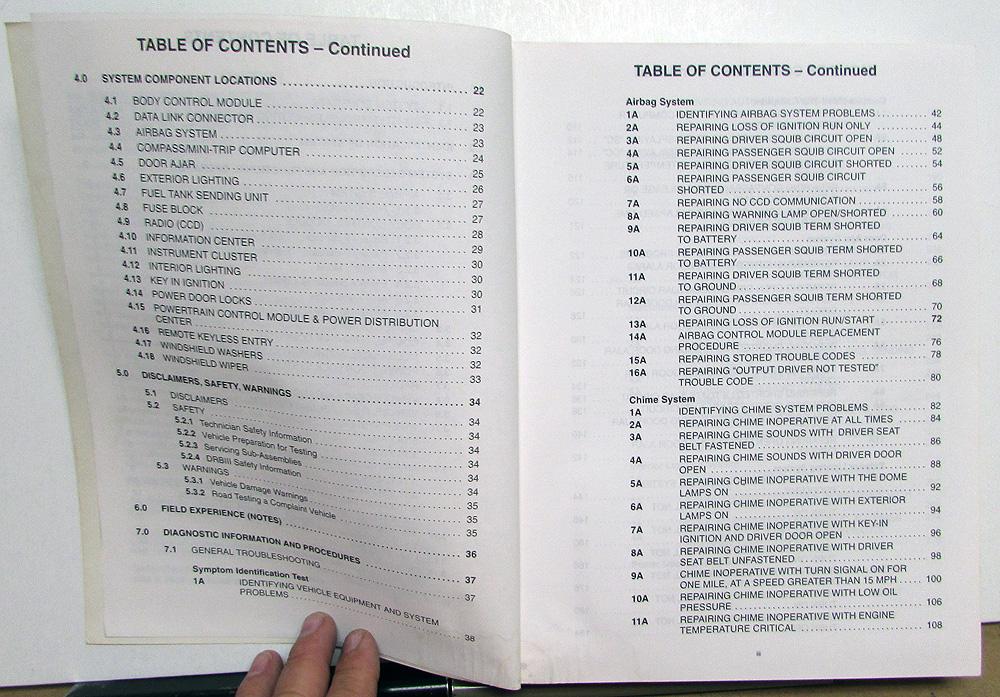 TABLE OF CONTENTS – Continued
4.0 SYSTEM COMPONENT LOCATIONS ........ 22
4.1 BODY CONTROL MODULE ........ 22
4.2 DATA LINK CONNECTOR ........ 23
4.3 AIRBAG SYSTEM ........ 23
4.4 COMPASS/MINI-TRIP COMPUTER ........ 24
4.5 DOOR AJAR ........ 25
4.6 EXTERIOR LIGHTING ........ 26
4.7 FUEL TANK SENDING UNIT ........ 27
4.8 FUSE BLOCK ........ 27
4.9 RADIO (CCD) ........ 28
4.10 INFORMATION CENTER ........ 29
4.11 INSTRUMENT CLUSTER ........ 30
4.12 INTERIOR LIGHTING ........ 30
4.13 KEY IN IGNITION ........ 30
4.14 POWER DOOR LOCKS ........ 31
4.15 POWERTRAIN CONTROL MODULE & POWER DISTRIBUTION
CENTER ........ 32
4.16 REMOTE KEYLESS ENTRY ........ 32
4.17 WINDSHIELD WASHERS ........ 32
4.18 WINDSHIELD WIPER ........ 33
5.0 DISCLAIMERS, SAFETY, WARNINGS ........ 34
5.1 DISCLAIMERS ........ 34
5.2 SAFETY ........ 34
5.2.1 Technician Safety Information ........ 34
5.2.2 Vehicle Preparation for Testing ........ 34
5.2.3 Servicing Sub-Assemblies ........ 34
5.2.4 DRBIII Safety Information ........ 34
5.3 WARNINGS ........ 35
5.3.1 Vehicle Damage Warnings ........ 35
5.3.2 Road Testing a Complaint Vehicle ........ 35
6.0 FIELD EXPERIENCE (NOTES) ........ 36
7.0 DIAGNOSTIC INFORMATION AND PROCEDURES ........ 37
7.1 GENERAL TROUBLESHOOTING ........ 37
Symptom Identification Test
1A IDENTIFYING VEHICLE EQUIPMENT AND SYSTEM
PROBLEMS ........ 38
TABLE OF CONTENTS – Continued
Airbag System
1A IDENTIFYING AIRBAG SYSTEM PROBLEMS ........ 42
2A REPAIRING LOSS OF IGNITION RUN ONLY ........ 44
3A REPAIRING DRIVER SQUIB CIRCUIT OPEN ........ 48
4A REPAIRING PASSENGER SQUIB CIRCUIT OPEN ........ 52
5A REPAIRING DRIVER SQUIB CIRCUIT SHORTED ........ 54
6A REPAIRING PASSENGER SQUIB CIRCUIT
SHORTED ........ 56
7A REPAIRING NO CCD COMMUNICATION ........ 58
8A REPAIRING WARNING LAMP OPEN/SHORTED ........ 60
9A REPAIRING DRIVER SQUIB TERM SHORTED
TO BATTERY ........ 64
10A REPAIRING PASSENGER SQUIB TERM SHORTED
TO BATTERY ........ 66
11A REPAIRING DRIVER SQUIB TERM SHORTED
TO GROUND ........ 68
12A REPAIRING PASSENGER SQUIB TERM SHORTED
TO GROUND ........ 70
13A REPAIRING LOSS OF IGNITION RUN/START ........ 72
14A AIRBAG CONTROL MODULE REPLACEMENT
PROCEDURE ........ 76
15A REPAIRING STORED TROUBLE CODES ........ 78
16A REPAIRING "OUTPUT DRIVER NOT TESTED"
TROUBLE CODE ........ 80
Chime System
1A IDENTIFYING CHIME SYSTEM PROBLEMS ........ 82
2A REPAIRING CHIME INOPERATIVE AT ALL TIMES ........ 84
3A REPAIRING CHIME SOUNDS WITH DRIVER SEAT
BELT FASTENED ........ 86
4A REPAIRING CHIME SOUNDS WITH DRIVER DOOR
OPEN ........ 88
5A REPAIRING CHIME INOPERATIVE WITH THE DOME
LAMPS ON ........ 92
6A REPAIRING CHIME INOPERATIVE WITH EXTERIOR
LAMPS ON ........ 94
7A REPAIRING CHIME INOPERATIVE WITH KEY-IN
IGNITION AND DRIVER DOOR OPEN ........ 96
8A REPAIRING CHIME INOPERATIVE WITH DRIVER
SEAT BELT UNFASTENED ........ 98
9A CHIME INOPERATIVE WITH TURN SIGNAL ON FOR
ONE MILE, AT A SPEED GREATER THAN 15 MPH ..... 100
10A REPAIRING CHIME INOPERATIVE WITH LOW OIL
PRESSURE ........ 106
11A REPAIRING CHIME INOPERATIVE WITH ENGINE
TEMPERATURE CRITICAL ........ 108